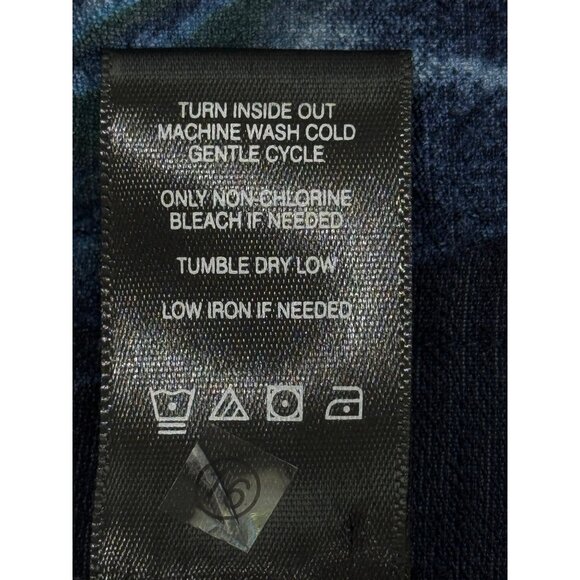 TURN INSIDE OUT
MACHINE WASH COLD
GENTLE CYCLE
ONLY NON-CHLORINE
BLEACH IF NEEDED
TUMBLE DRY LOW
LOW IRON IF NEEDED